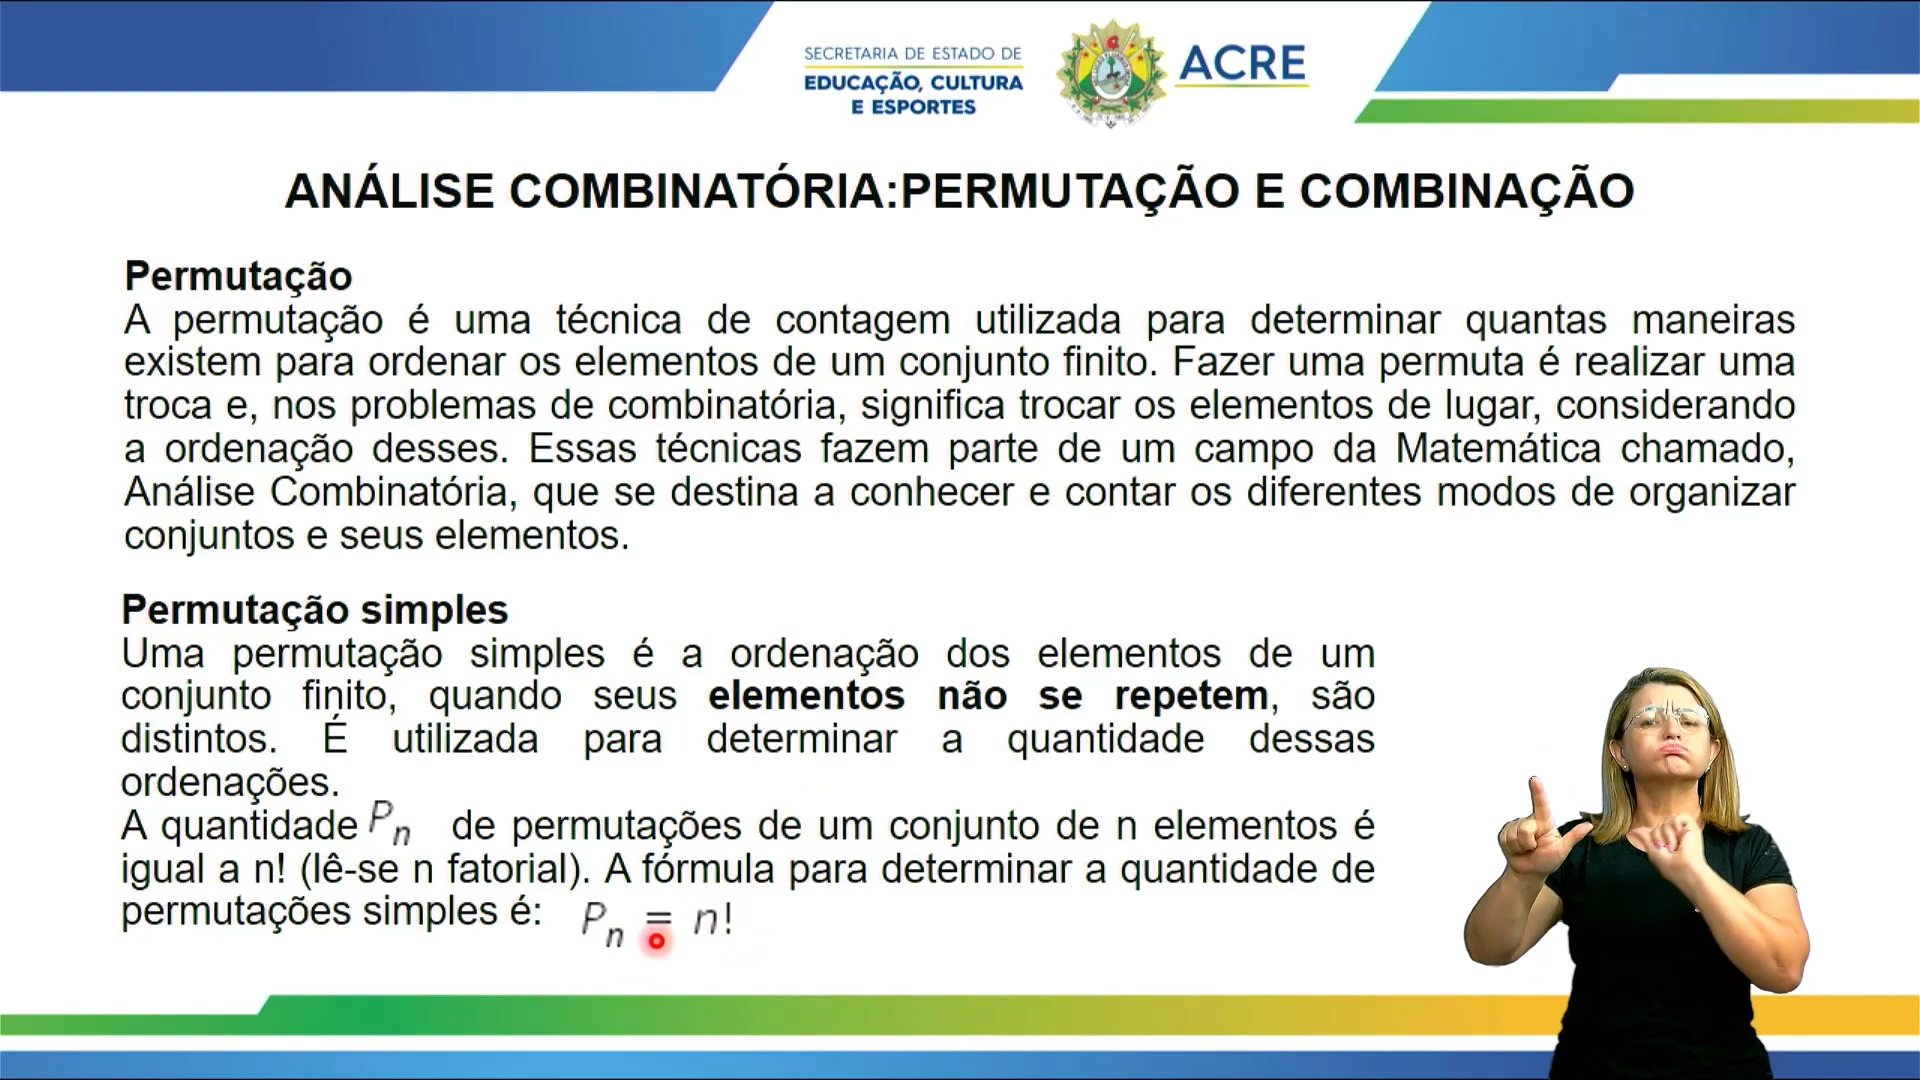 SECRETARIA DE ESTADO DE
EDUCAÇÃO, CULTURA
E ESPORTES
ACRE
ANÁLISE COMBINATÓRIA:PERMUTAÇÃO E COMBINAÇÃO
Permutação
A permutação é uma técnica de contagem utilizada para determinar quantas maneiras
existem para ordenar os elementos de um conjunto finito. Fazer uma permuta é realizar uma
troca e, nos problemas de combinatória, significa trocar os elementos de lugar, considerando
a ordenação desses. Essas técnicas fazem parte de um campo da Matemática chamado,
Análise Combinatória, que se destina a conhecer e contar os diferentes modos de organizar
conjuntos e seus elementos.
Permutação simples
Uma permutação simples é a ordenação dos elementos de um
conjunto finito, quando seus elementos não se repetem, são
distintos. É utilizada para determinar a quantidade dessas
ordenações.
A quantidade Pn de permutações de um conjunto de n elementos é
igual a n! (lê-se n fatorial). A fórmula para determinar a quantidade de
permutações simples é: Pn = n!